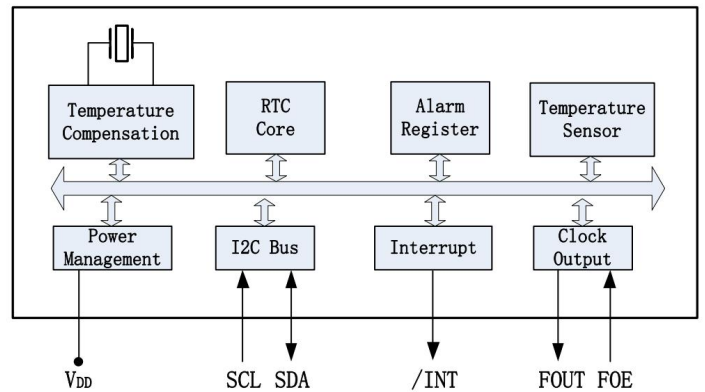 Temperature
Compensation
RTC
Core
Alarm
Register
Temperature
Sensor
Power
Management
I2C Bus
Interrupt
Clock
Output
VDD
SCL SDA
/INT
FOUT FOE